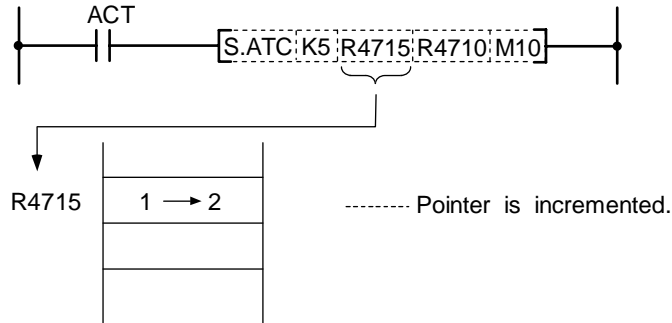 ACT
S.ATC K5 R4715 R4710 M10
R4715 1 → 2 -------- Pointer is incremented.